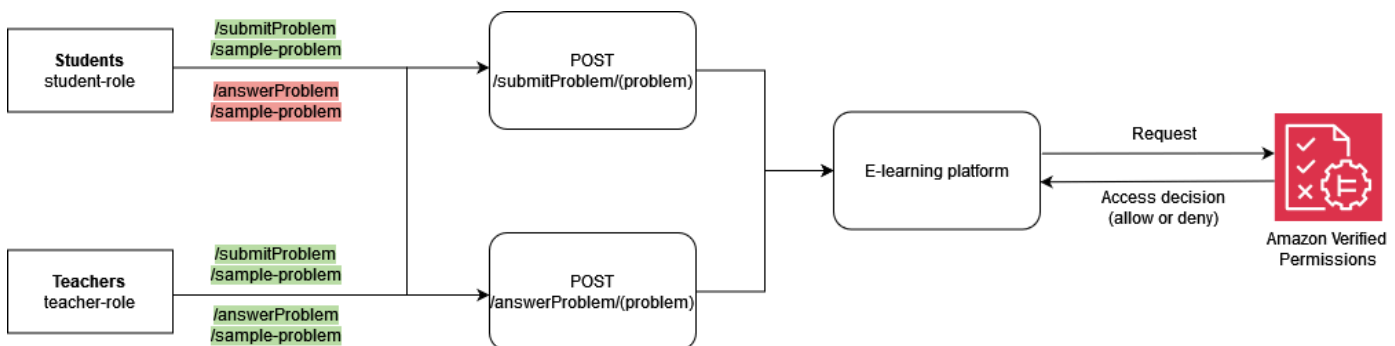 Students
student-role
/submitProblem
/sample-problem
/answerProblem
/sample-problem
POST
/submitProblem/(problem)
Teachers
teacher-role
/submitProblem
/sample-problem
/answerProblem
/sample-problem
POST
/answerProblem/(problem)
E-learning platform
Request
Access decision
(allow or deny)
Amazon Verified
Permissions